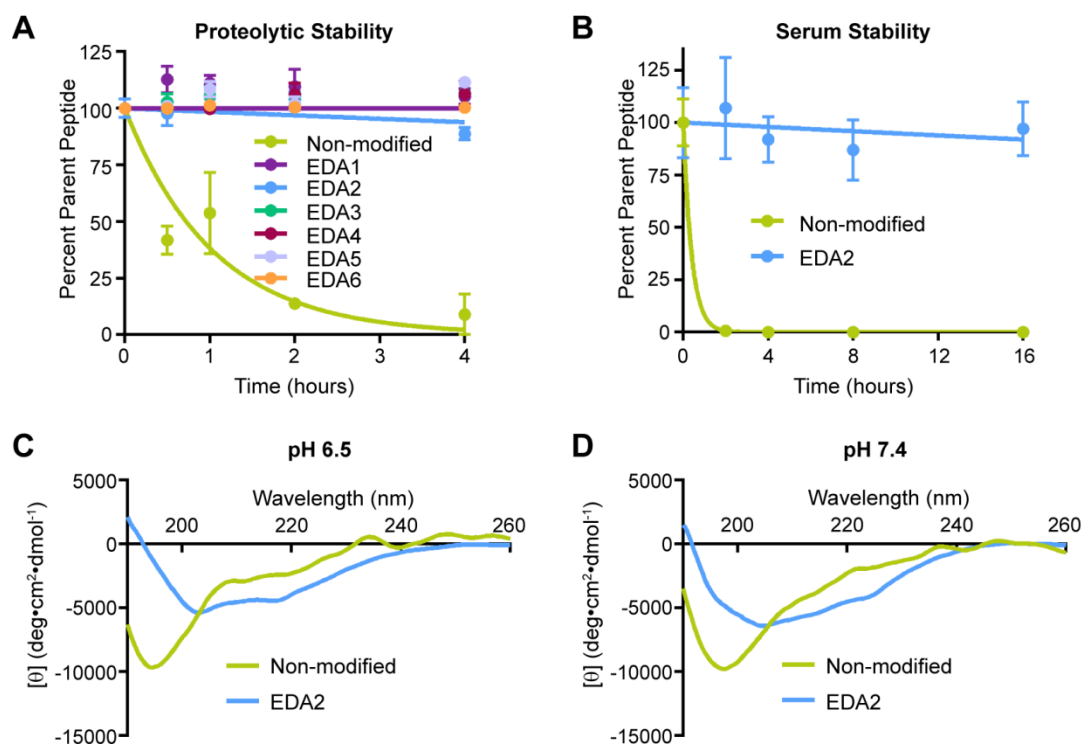 A
Proteolytic Stability
Percent Parent Peptide
125
100
75
50
25
0
0
1
2
3
4
Time (hours)
Non-modified
EDA1
EDA2
EDA3
EDA4
EDA5
EDA6
B
Serum Stability
Percent Parent Peptide
125
100
75
50
25
0
0
4
8
12
16
Time (hours)
Non-modified
EDA2
C
pH 6.5
[θ] (deg•cm²•dmol⁻¹)
5000
0
-5000
-10000
-15000
Wavelength (nm)
200
220
240
260
Non-modified
EDA2
D
pH 7.4
[θ] (deg•cm²•dmol⁻¹)
5000
0
-5000
-10000
-15000
Wavelength (nm)
200
220
240
260
Non-modified
EDA2